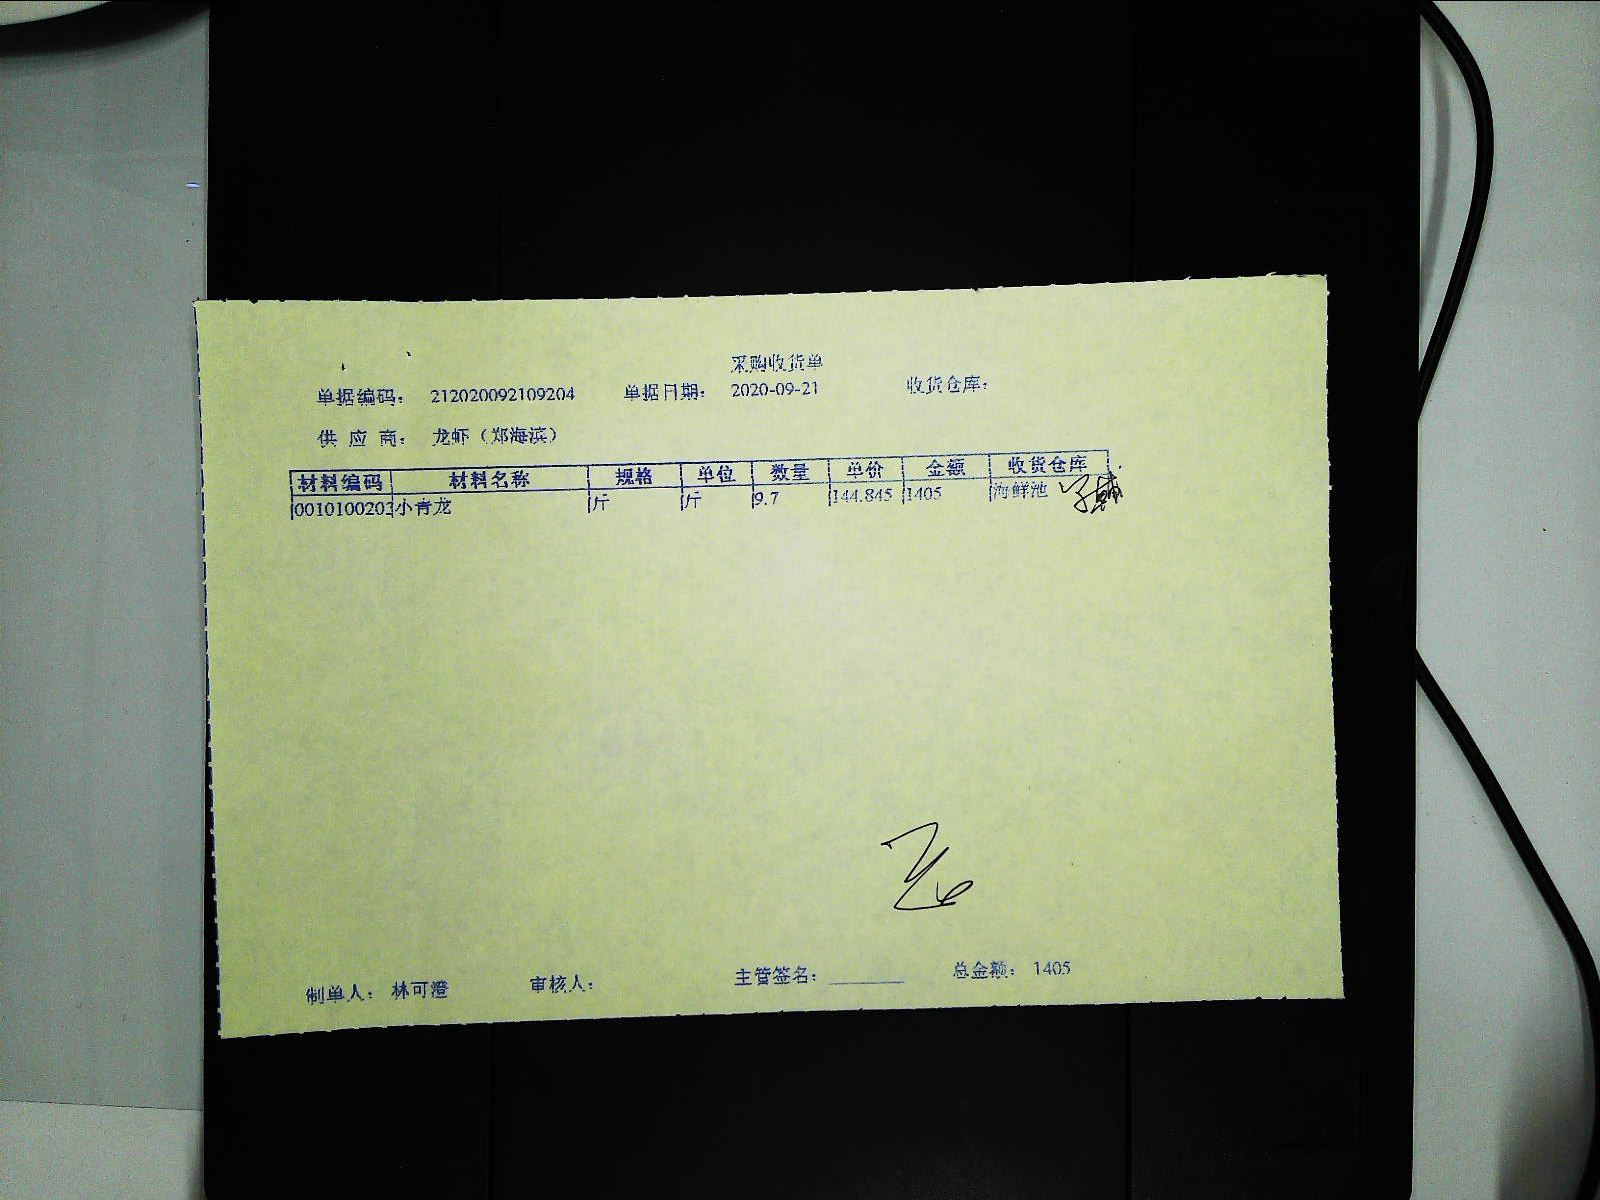 采购收货单
单据编码： 212020092109204 单据日期： 2020-09-21 收货仓库：
供 应 商： 龙虾（郑海滨）
材料编码 材料名称 规格 单位 数量 单价 金额 收货仓库
0010100203 小青龙 斤 斤 9.7 144.845 1405 海鲜池
制单人： 林可澄 审核人： 主管签名： 总金额： 1405